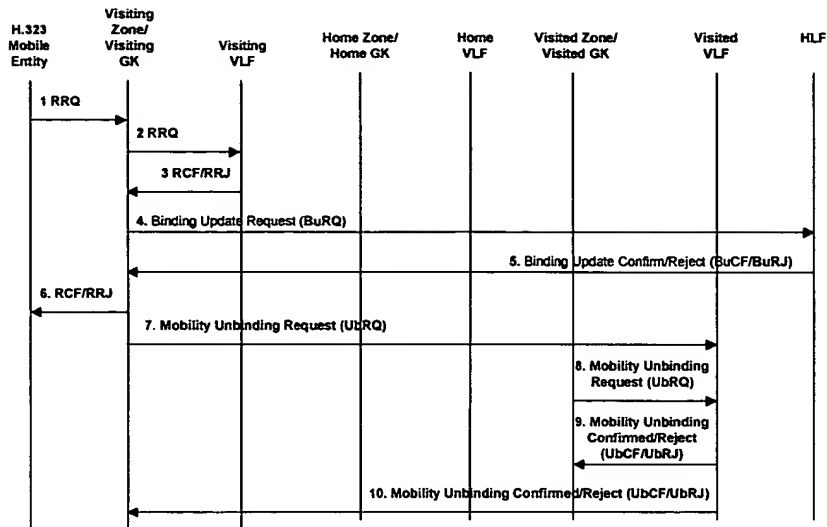 H.323
Mobile
Entity
Visiting
Zone/
Visiting
GK
Visiting
VLF
Home Zone/
Home GK
Home
VLF
Visited Zone/
Visited GK
Visited
VLF
HLF
1 RRQ
2 RRQ
3 RCF/RRJ
4. Binding Update Request (BuRQ)
5. Binding Update Confirm/Reject (BuCF/BuRJ)
6. RCF/RRJ
7. Mobility Unbinding Request (UbRQ)
8. Mobility Unbinding
Request (UbRQ)
9. Mobility Unbinding
Confirmed/Reject
(UbCF/UbRJ)
10. Mobility Unbinding Confirmed/Reject (UbCF/UbRJ)